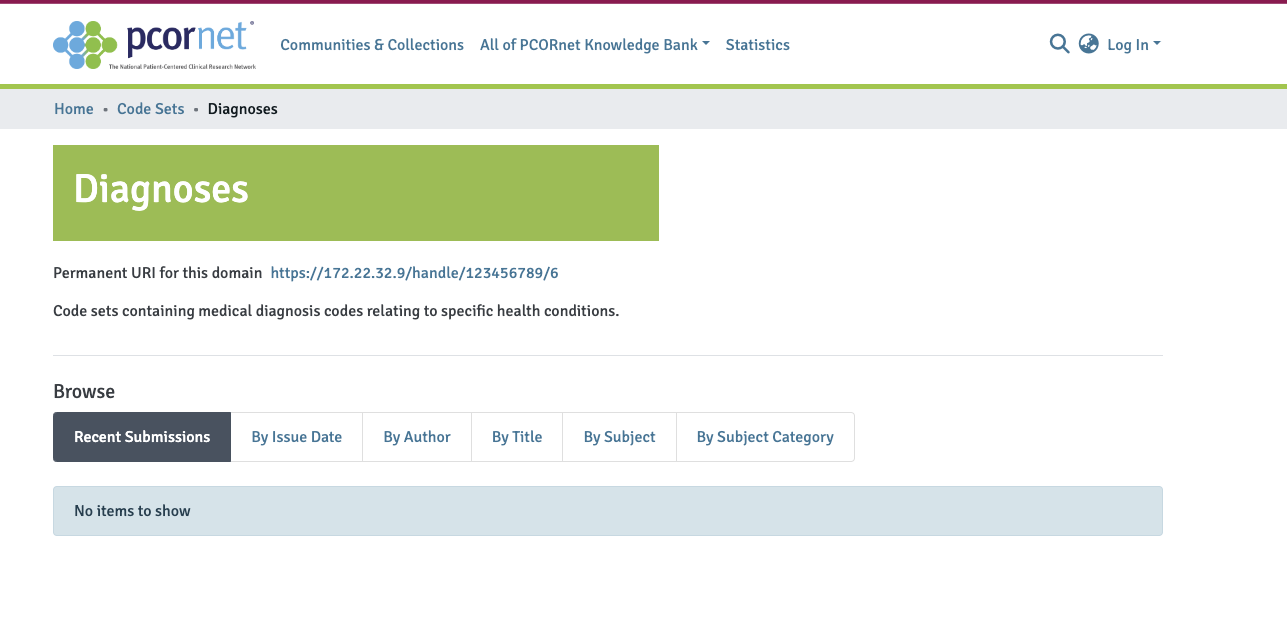 pcornet
The National Patient-Centered Clinical Research Network
Communities & Collections All of PCORnet Knowledge Bank Statistics Log In
Home • Code Sets • Diagnoses
Diagnoses
Permanent URI for this domain https://172.22.32.9/handle/123456789/6
Code sets containing medical diagnosis codes relating to specific health conditions.
Browse
Recent Submissions By Issue Date By Author By Title By Subject By Subject Category
No items to show